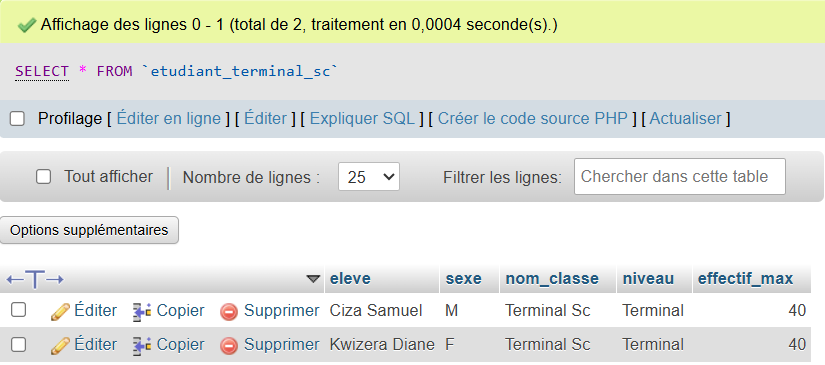 Affichage des lignes 0 - 1 (total de 2, traitement en 0,0004 seconde(s).)
SELECT * FROM `etudiant_terminal_sc`
Profilage [ Éditer en ligne ] [ Éditer ] [ Expliquer SQL ] [ Créer le code source PHP ] [ Actualiser ]
Tout afficher Nombre de lignes : 25 Filtrer les lignes: Chercher dans cette table
Options supplémentaires
eleve sexe nom_classe niveau effectif_max
Éditer Copier Supprimer Ciza Samuel M Terminal Sc Terminal 40
Éditer Copier Supprimer Kwizera Diane F Terminal Sc Terminal 40